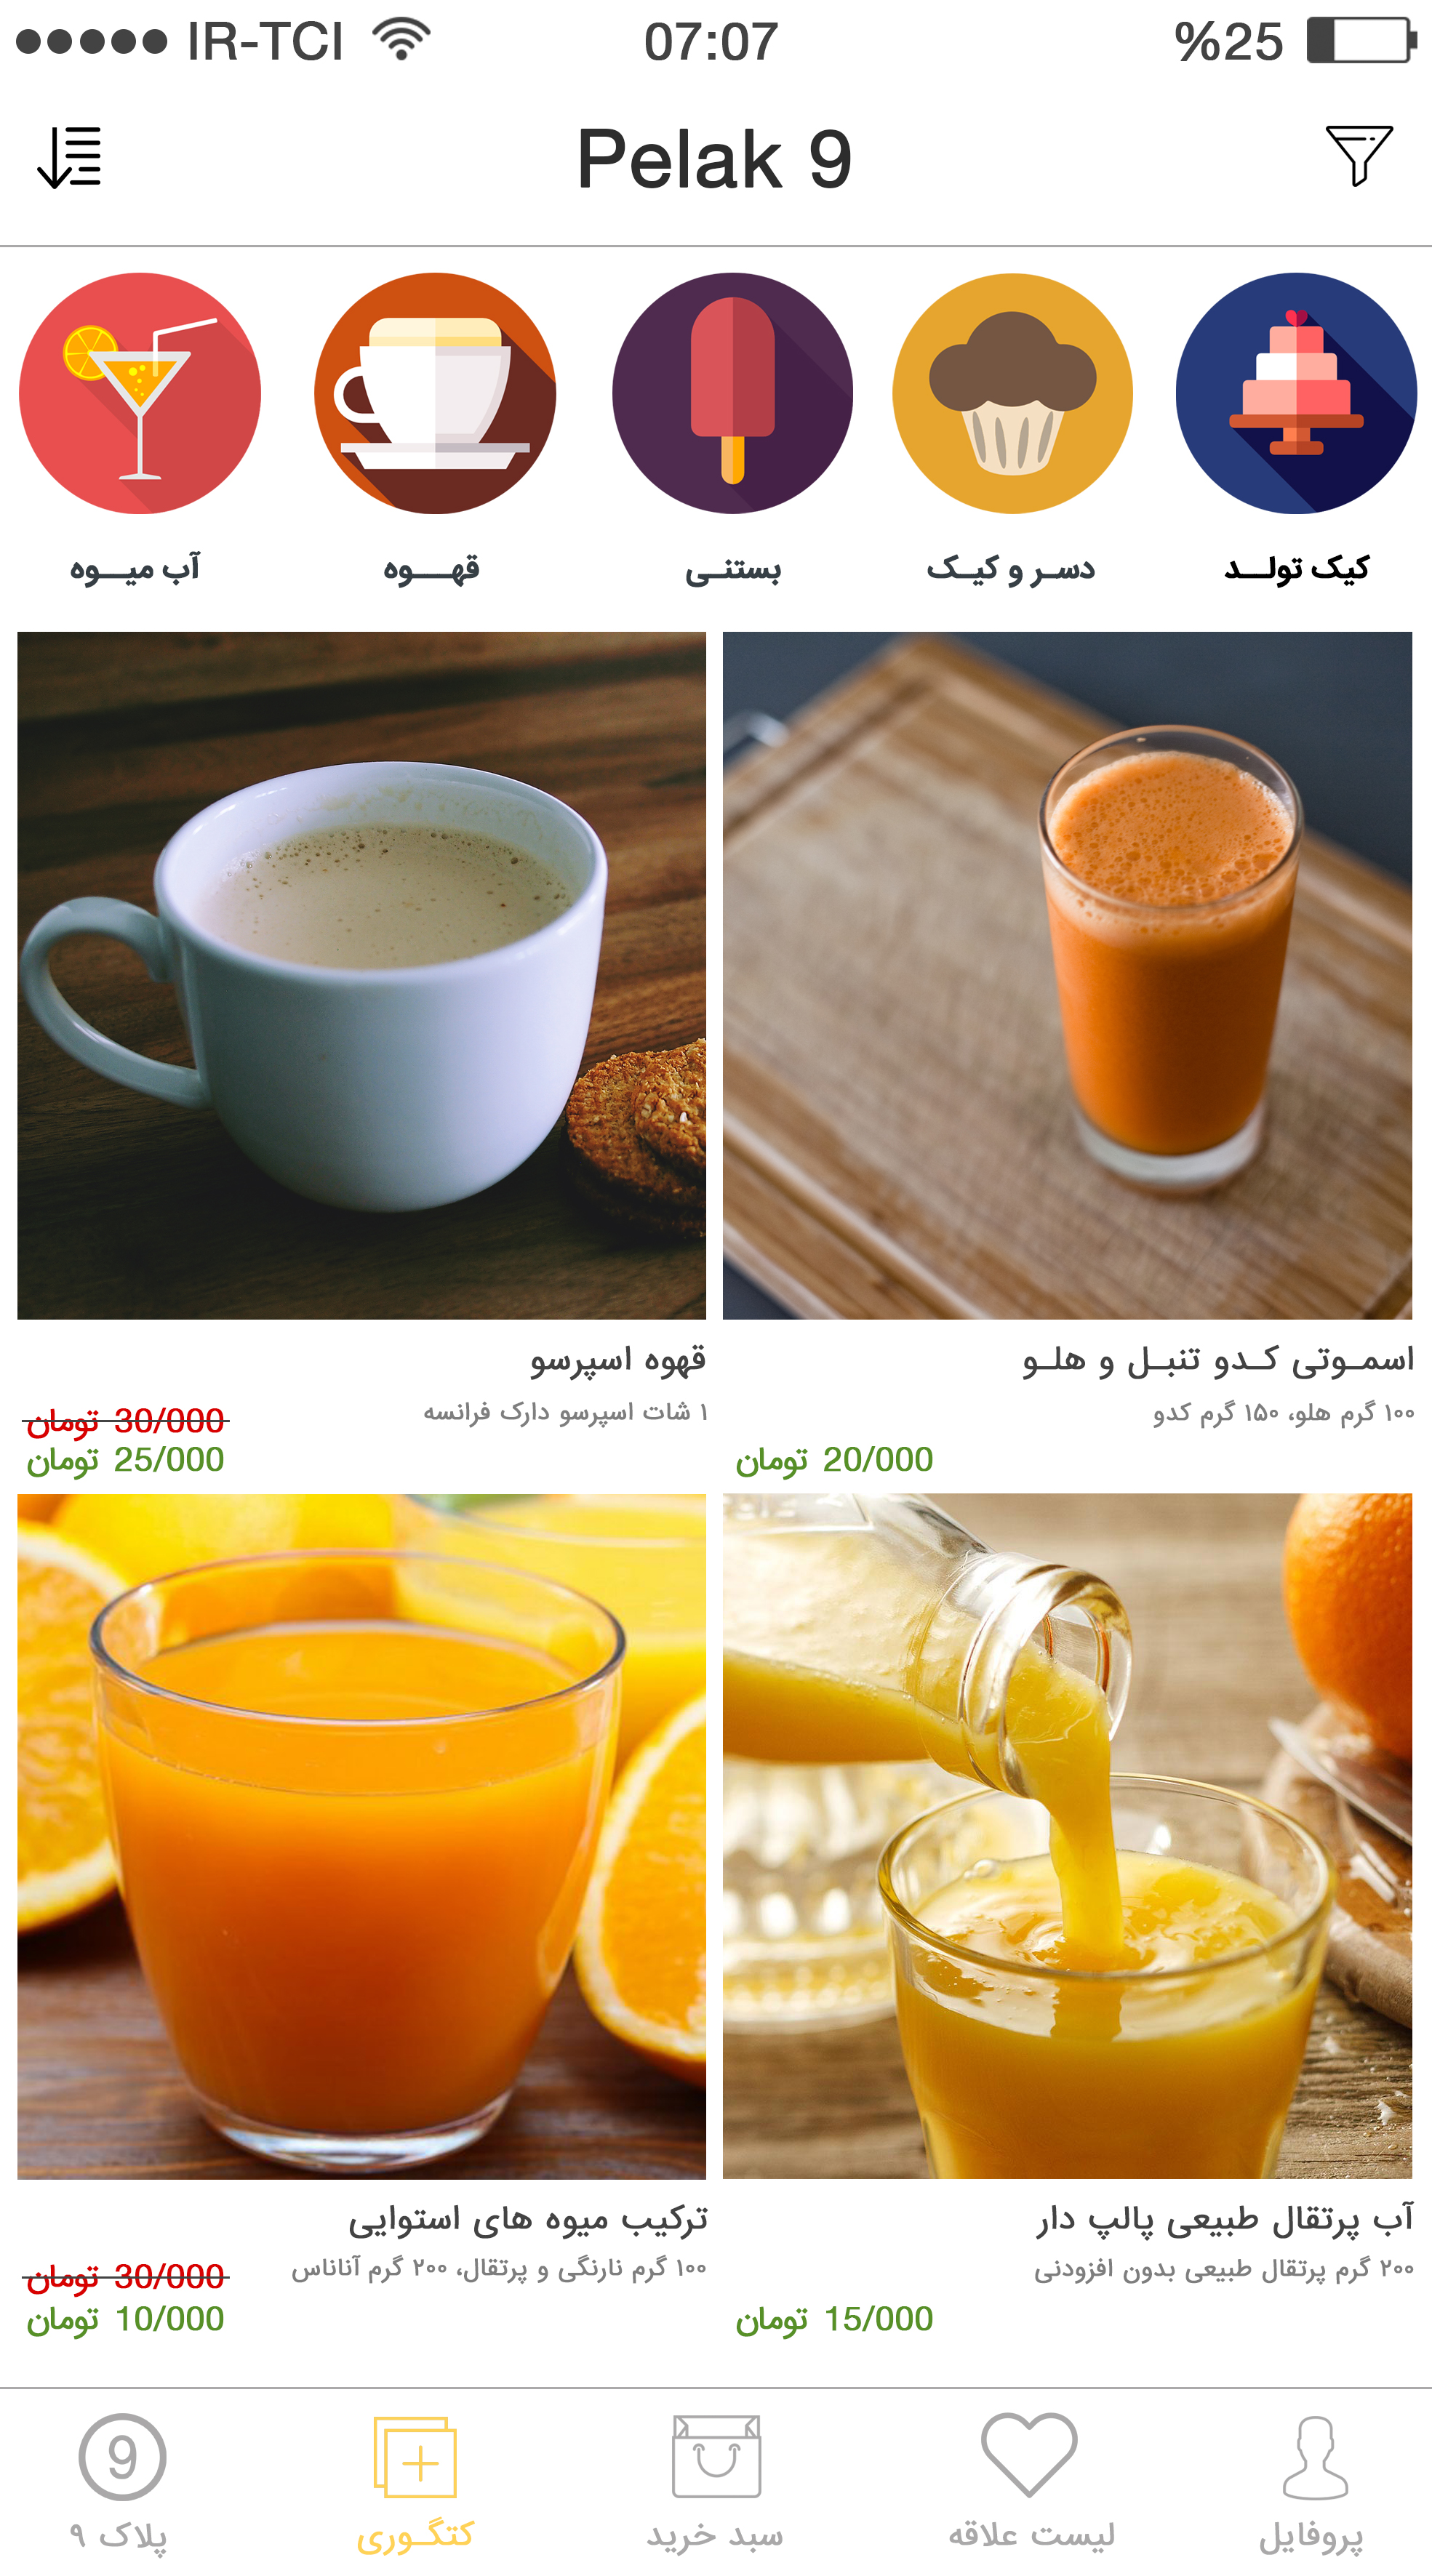 IR-TCI 07:07 %25
Pelak 9
کیک تولــد
دسـر و کیـک
بستنـی
قهـــوه
آب میــوه
اسمـوتی کـدو تنبـل و هلـو
۱۰۰ گرم هلو، ۱۵۰ گرم کدو
20/000 تومان
قهوه اسپرسو
۱ شات اسپرسو دارک فرانسه
30/000 تومان
25/000 تومان
آب پرتقال طبیعی پالپ دار
۲۰۰ گرم پرتقال طبیعی بدون افزودنی
15/000 تومان
ترکیب میوه های استوایی
۱۰۰ گرم نارنگی و پرتقال، ۲۰۰ گرم آناناس
30/000 تومان
10/000 تومان
9
پروفایل
لیست علاقه
سبد خرید
کتگـوری
پلاک ۹